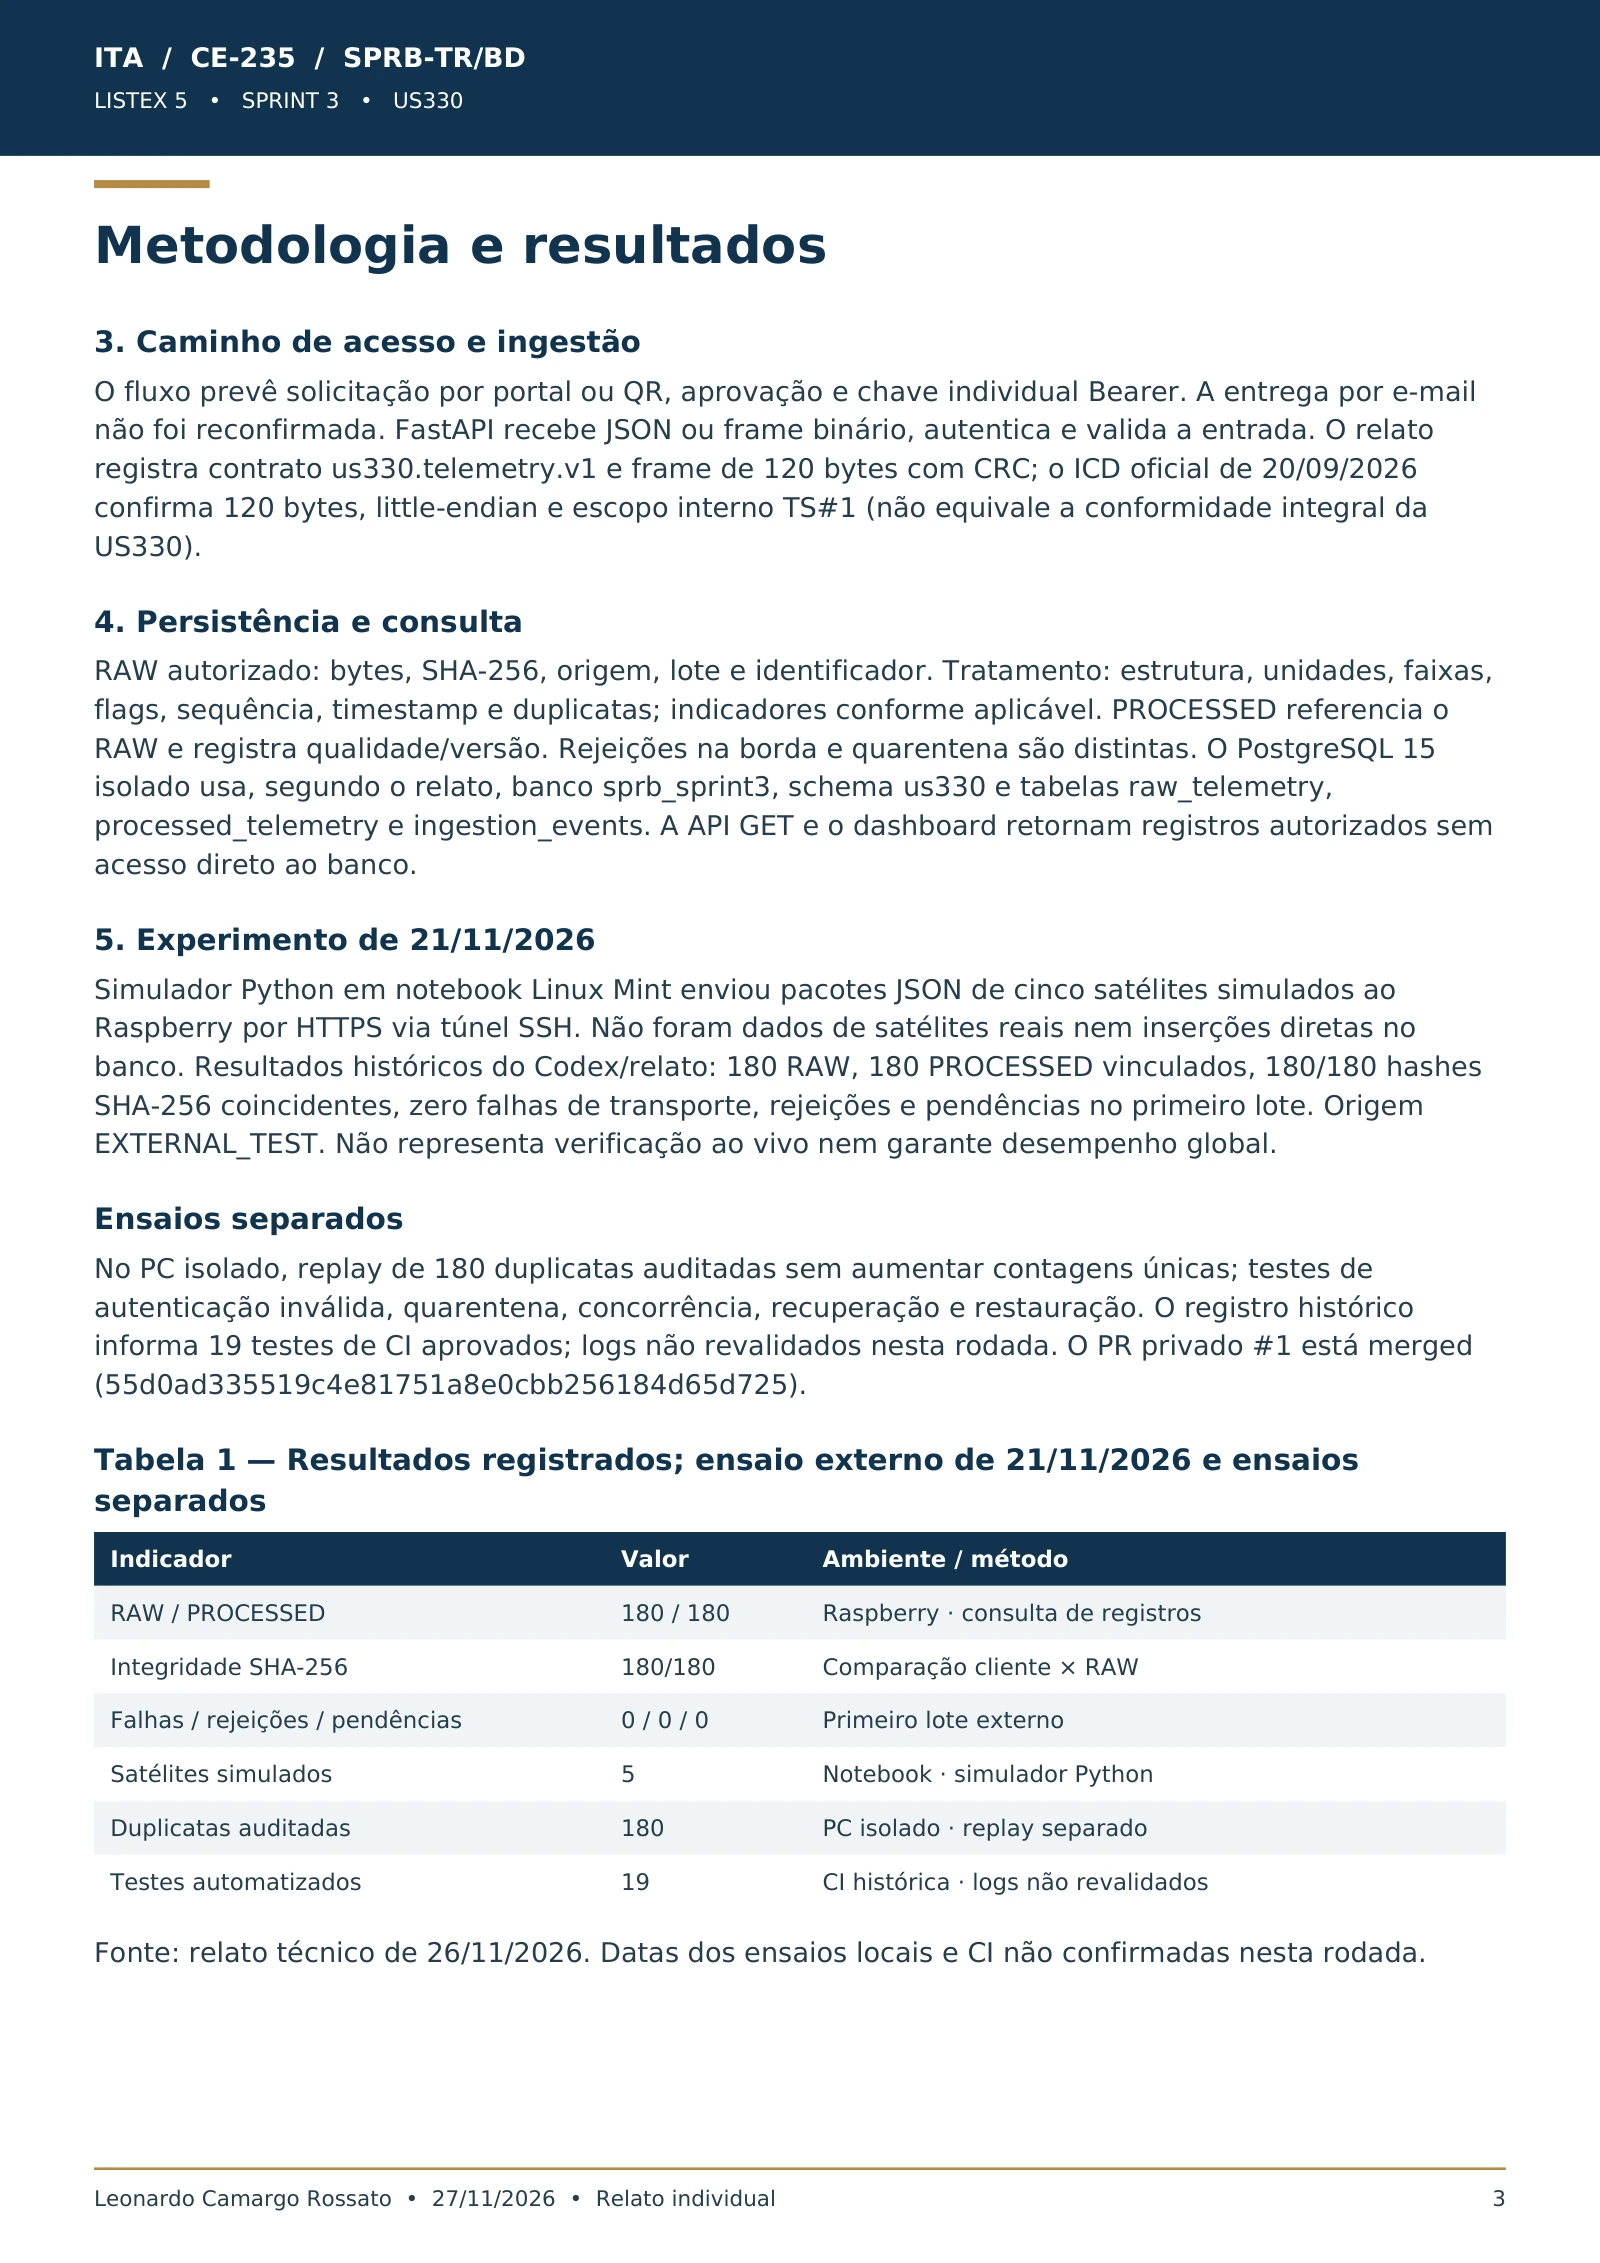 ITA / CE-235 / SPRB-TR/BD
LISTEX 5 • SPRINT 3 • US330
Metodologia e resultados
3. Caminho de acesso e ingestão
O fluxo prevê solicitação por portal ou QR, aprovação e chave individual Bearer. A entrega por e-mail
não foi reconfirmada. FastAPI recebe JSON ou frame binário, autentica e valida a entrada. O relato
registra contrato us330.telemetry.v1 e frame de 120 bytes com CRC; o ICD oficial de 20/09/2026
confirma 120 bytes, little-endian e escopo interno TS#1 (não equivale a conformidade integral da
US330).
4. Persistência e consulta
RAW autorizado: bytes, SHA-256, origem, lote e identificador. Tratamento: estrutura, unidades, faixas,
flags, sequência, timestamp e duplicatas; indicadores conforme aplicável. PROCESSED referencia o
RAW e registra qualidade/versão. Rejeições na borda e quarentena são distintas. O PostgreSQL 15
isolado usa, segundo o relato, banco sprb_sprint3, schema us330 e tabelas raw_telemetry,
processed_telemetry e ingestion_events. A API GET e o dashboard retornam registros autorizados sem
acesso direto ao banco.
5. Experimento de 21/11/2026
Simulador Python em notebook Linux Mint enviou pacotes JSON de cinco satélites simulados ao
Raspberry por HTTPS via túnel SSH. Não foram dados de satélites reais nem inserções diretas no
banco. Resultados históricos do Codex/relato: 180 RAW, 180 PROCESSED vinculados, 180/180 hashes
SHA-256 coincidentes, zero falhas de transporte, rejeições e pendências no primeiro lote. Origem
EXTERNAL_TEST. Não representa verificação ao vivo nem garante desempenho global.
Ensaios separados
No PC isolado, replay de 180 duplicatas auditadas sem aumentar contagens únicas; testes de
autenticação inválida, quarentena, concorrência, recuperação e restauração. O registro histórico
informa 19 testes de CI aprovados; logs não revalidados nesta rodada. O PR privado #1 está merged
(55d0ad335519c4e81751a8e0cbb256184d65d725).
Tabela 1 — Resultados registrados; ensaio externo de 21/11/2026 e ensaios
separados
Indicador Valor Ambiente / método
RAW / PROCESSED 180 / 180 Raspberry · consulta de registros
Integridade SHA-256 180/180 Comparação cliente × RAW
Falhas / rejeições / pendências 0 / 0 / 0 Primeiro lote externo
Satélites simulados 5 Notebook · simulador Python
Duplicatas auditadas 180 PC isolado · replay separado
Testes automatizados 19 CI histórica · logs não revalidados
Fonte: relato técnico de 26/11/2026. Datas dos ensaios locais e CI não confirmadas nesta rodada.
Leonardo Camargo Rossato • 27/11/2026 • Relato individual 3